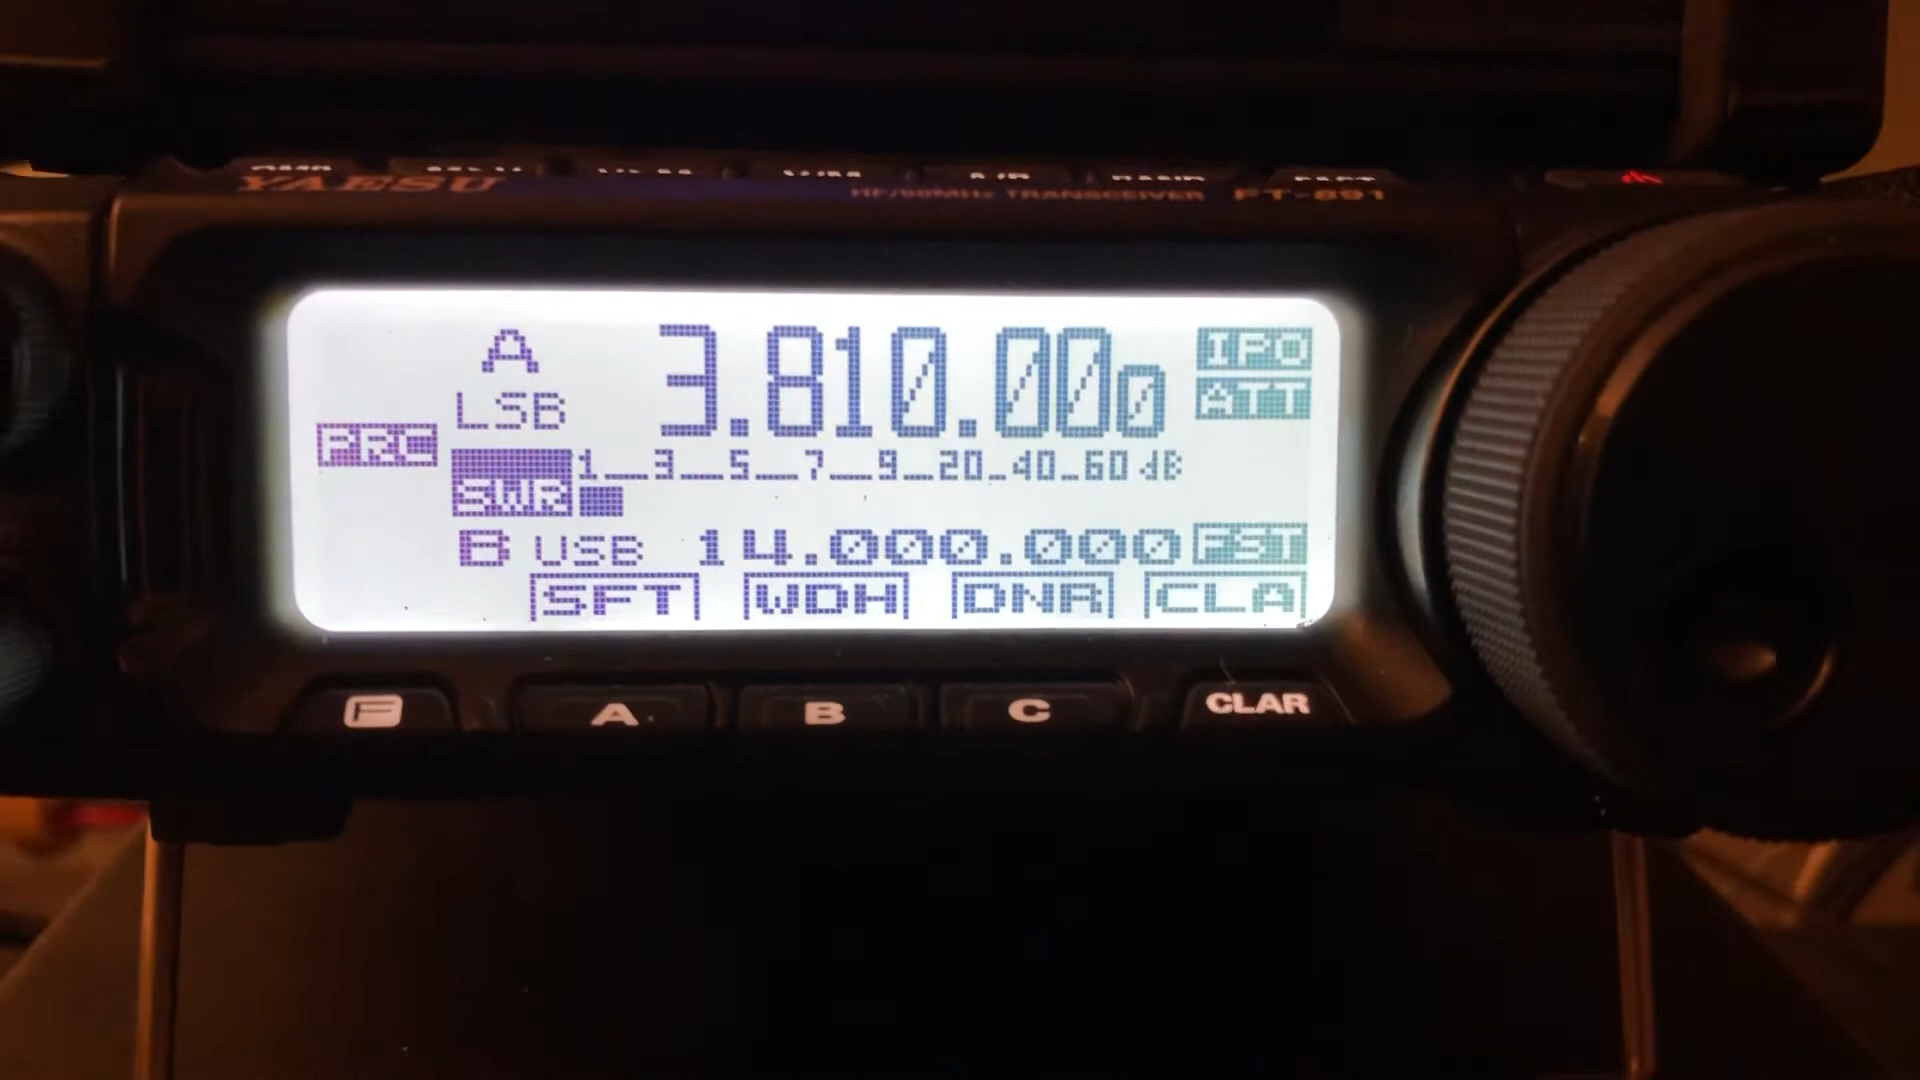 YAESU HF/50MHz TRANSCEIVER FT-891
A 3.810.000 IPO
LSB ATT
PRC
1 3 5 7 9 20 40 60 dB
SWR
B USB 14.000.000 FST
SFT WDH DNR CLA
F A B C CLAR